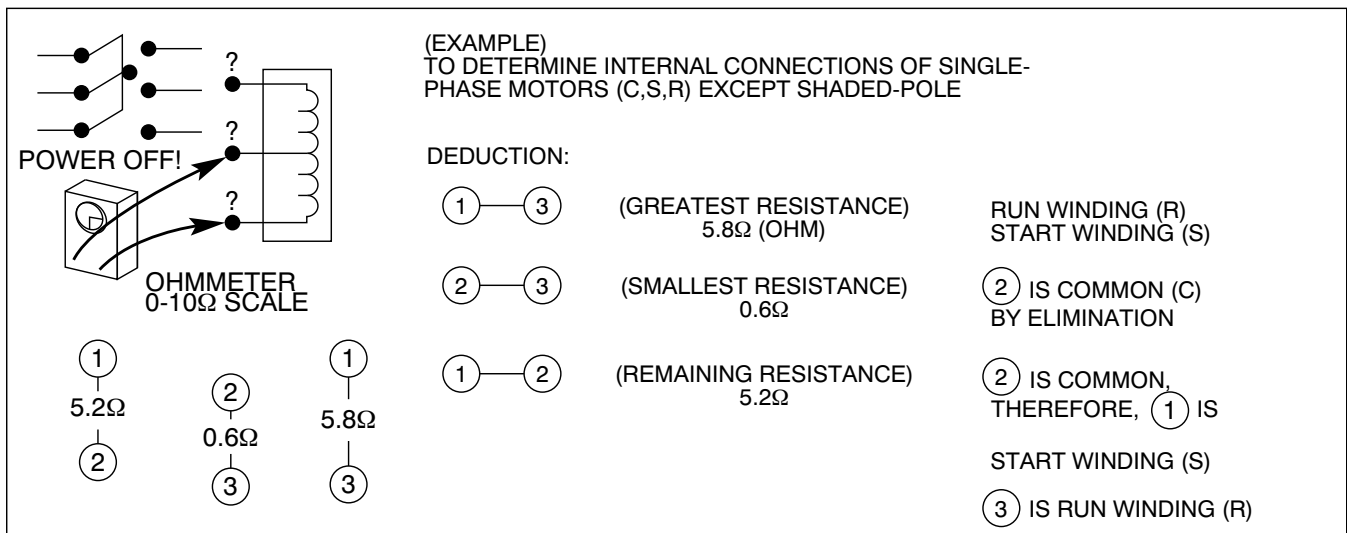 (EXAMPLE)
TO DETERMINE INTERNAL CONNECTIONS OF SINGLE-
PHASE MOTORS (C,S,R) EXCEPT SHADED-POLE
?
?
?
POWER OFF!
OHMMETER
0-10Ω SCALE
1
5.2Ω
2
2
0.6Ω
3
1
5.8Ω
3
DEDUCTION:
1 3 (GREATEST RESISTANCE) RUN WINDING (R)
5.8Ω (OHM) START WINDING (S)
2 3 (SMALLEST RESISTANCE) 2 IS COMMON (C)
0.6Ω BY ELIMINATION
1 2 (REMAINING RESISTANCE) 2 IS COMMON,
5.2Ω THEREFORE, 1 IS
START WINDING (S)
3 IS RUN WINDING (R)